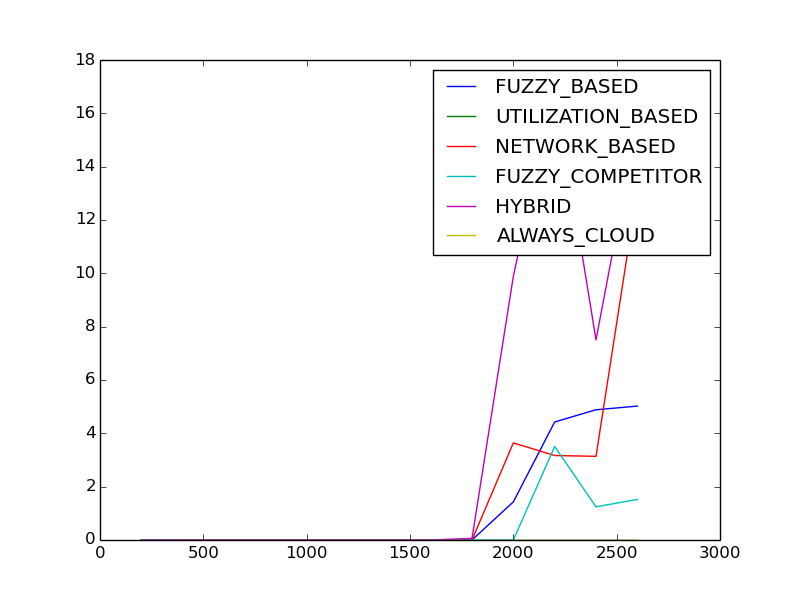 18
16
14
12
10
8
6
4
2
0
0 500 1000 1500 2000 2500 3000
FUZZY_BASED
UTILIZATION_BASED
NETWORK_BASED
FUZZY_COMPETITOR
HYBRID
ALWAYS_CLOUD